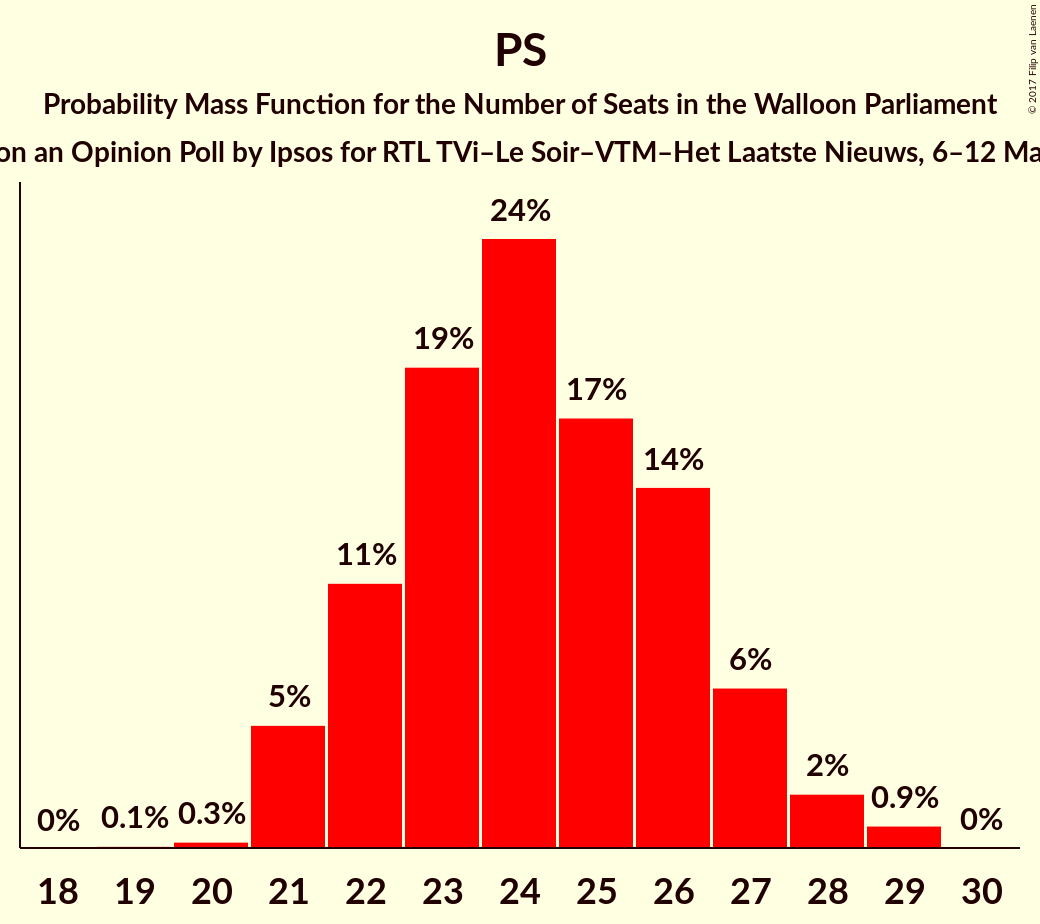 PS
Probability Mass Function for the Number of Seats in the Walloon Parliament
on an Opinion Poll by Ipsos for RTL TVi–Le Soir–VTM–Het Laatste Nieuws, 6–12 Ma
© 2017 Filip van Laenen
24%
19%
17%
14%
11%
6%
5%
2%
0.9%
0.3%
0.1%
0%
0%
18 19 20 21 22 23 24 25 26 27 28 29 30